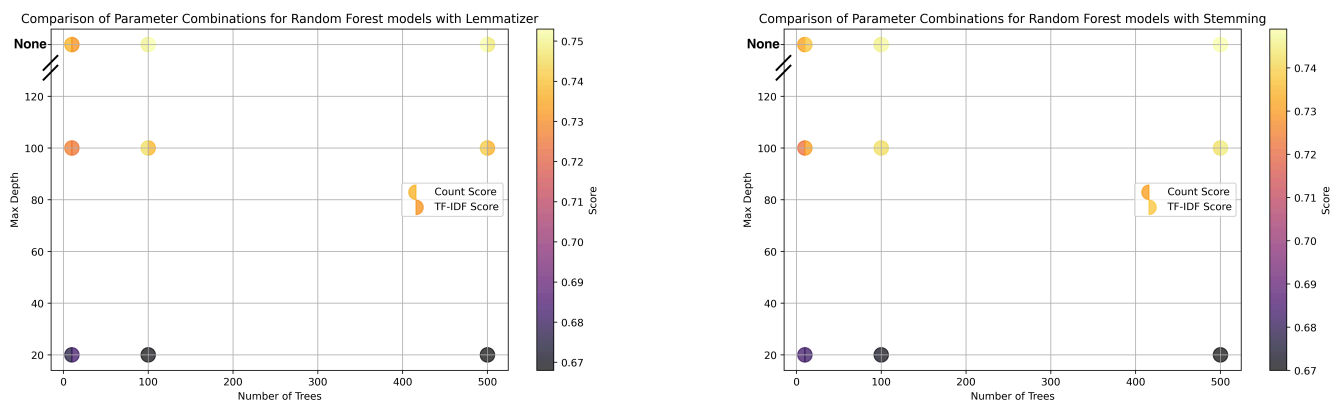 Comparison of Parameter Combinations for Random Forest models with Lemmatizer
None
120
100
80
60
40
20
Max Depth
0
100
200
300
400
500
Number of Trees
Count Score
TF-IDF Score
0.75
0.74
0.73
0.72
0.71
0.70
0.69
0.68
0.67
Score
Comparison of Parameter Combinations for Random Forest models with Stemming
None
120
100
80
60
40
20
Max Depth
0
100
200
300
400
500
Number of Trees
Count Score
TF-IDF Score
0.74
0.73
0.72
0.71
0.70
0.69
0.68
0.67
Score